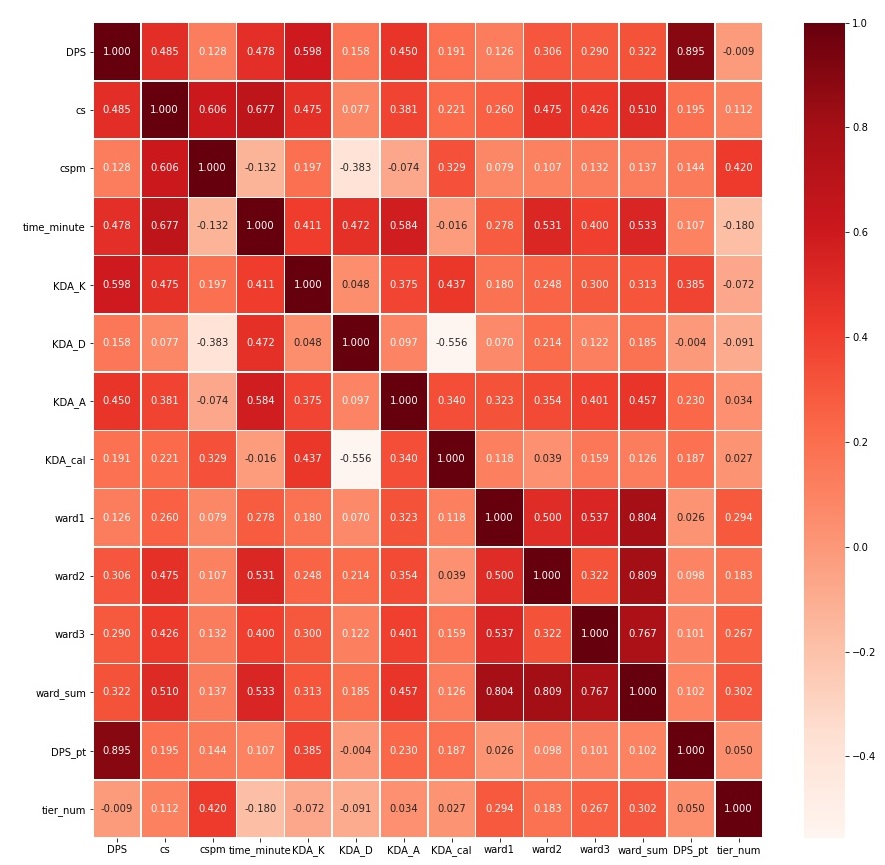 DPS 1.000 0.485 0.128 0.478 0.598 0.158 0.450 0.191 0.126 0.306 0.290 0.322 0.895 -0.009
cs 0.485 1.000 0.606 0.677 0.475 0.077 0.381 0.221 0.260 0.475 0.426 0.510 0.195 0.112
cspm 0.128 0.606 1.000 -0.132 0.197 -0.383 -0.074 0.329 0.079 0.107 0.132 0.137 0.144 0.420
time_minute 0.478 0.677 -0.132 1.000 0.411 0.472 0.584 -0.016 0.278 0.531 0.400 0.533 0.107 -0.180
KDA_K 0.598 0.475 0.197 0.411 1.000 0.048 0.375 0.437 0.180 0.248 0.300 0.313 0.385 -0.072
KDA_D 0.158 0.077 -0.383 0.472 0.048 1.000 0.097 -0.556 0.070 0.214 0.122 0.185 -0.004 -0.091
KDA_A 0.450 0.381 -0.074 0.584 0.375 0.097 1.000 0.340 0.323 0.354 0.401 0.457 0.230 0.034
KDA_cal 0.191 0.221 0.329 -0.016 0.437 -0.556 0.340 1.000 0.118 0.039 0.159 0.126 0.187 0.027
ward1 0.126 0.260 0.079 0.278 0.180 0.070 0.323 0.118 1.000 0.500 0.537 0.804 0.026 0.294
ward2 0.306 0.475 0.107 0.531 0.248 0.214 0.354 0.039 0.500 1.000 0.322 0.809 0.098 0.183
ward3 0.290 0.426 0.132 0.400 0.300 0.122 0.401 0.159 0.537 0.322 1.000 0.767 0.101 0.267
ward_sum 0.322 0.510 0.137 0.533 0.313 0.185 0.457 0.126 0.804 0.809 0.767 1.000 0.102 0.302
DPS_pt 0.895 0.195 0.144 0.107 0.385 -0.004 0.230 0.187 0.026 0.098 0.101 0.102 1.000 0.050
tier_num -0.009 0.112 0.420 -0.180 -0.072 -0.091 0.034 0.027 0.294 0.183 0.267 0.302 0.050 1.000
DPS cs cspm time_minute KDA_K KDA_D KDA_A KDA_cal ward1 ward2 ward3 ward_sum DPS_pt tier_num
1.0
0.8
0.6
0.4
0.2
0.0
−0.2
−0.4